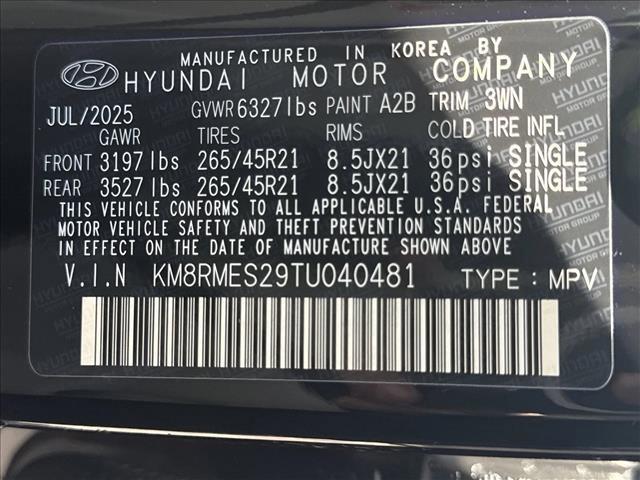 MANUFACTURED IN KOREA BY
HYUNDAI MOTOR COMPANY
JUL/2025 GVWR 6327lbs PAINT A2B TRIM 3WN
GAWR TIRES RIMS COLD TIRE INFL
FRONT 3197lbs 265/45R21 8.5JX21 36psi SINGLE
REAR 3527lbs 265/45R21 8.5JX21 36psi SINGLE
THIS VEHICLE CONFORMS TO ALL APPLICABLE U.S.A. FEDERAL
MOTOR VEHICLE SAFETY AND THEFT PREVENTION STANDARDS
IN EFFECT ON THE DATE OF MANUFACTURE SHOWN ABOVE
V.I.N KM8RMES29TU040481 TYPE : MPV